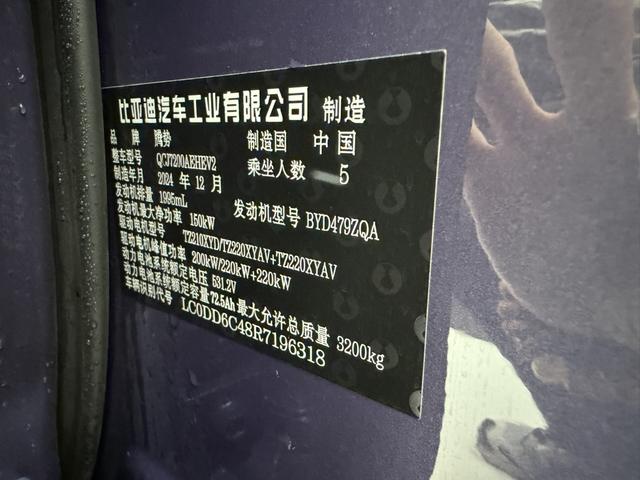 比亚迪汽车工业有限公司 制造
品 牌 腾势 制造国 中 国
整车型号 QCJ7200AEHEV2 乘坐人数 5
制造年月 2024 年 12 月
发动机排量 1995mL 发动机型号 BYD479ZQA
发动机最大净功率 150kW
驱动电机型号 TZ210XYD/TZ220XYAV+TZ220XYAV
驱动电机峰值功率 200kW/220kW+220kW
动力电池系统额定电压 531.2V
动力电池系统额定容量 72.5Ah 最大允许总质量 3200kg
车辆识别代号 LC0DD6C48R7196318